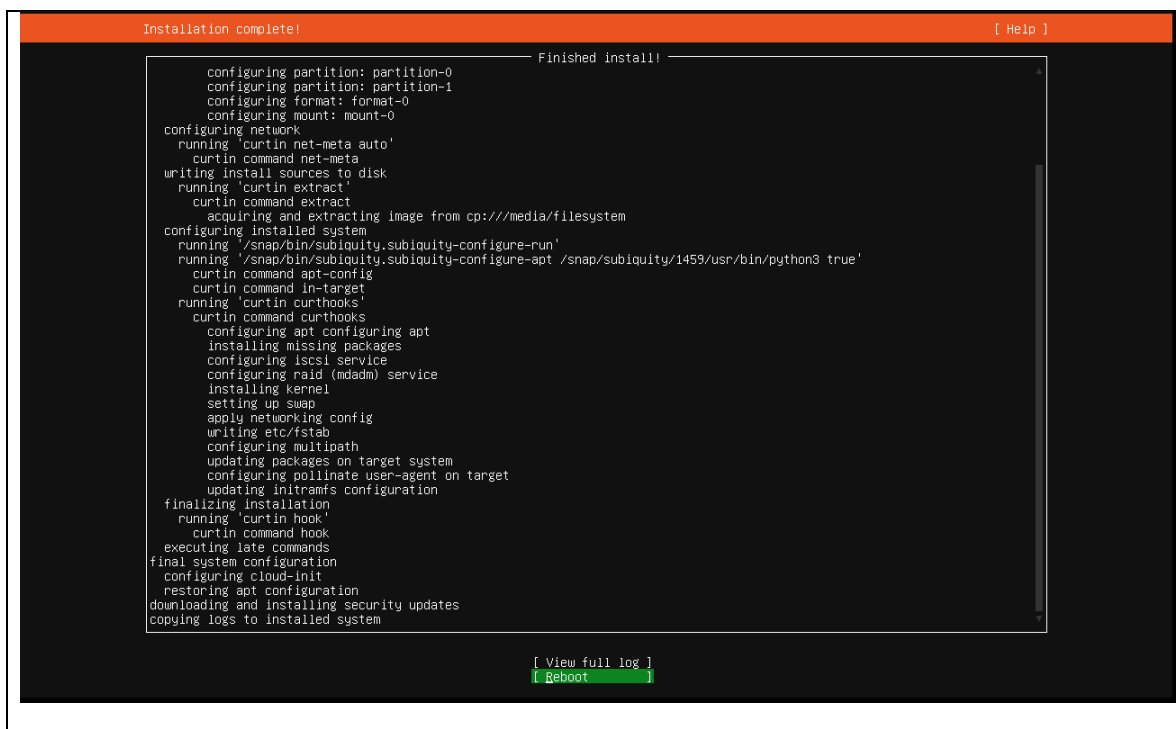 Installation complete! [ Help ]
Finished install!
configuring partition: partition-0
configuring partition: partition-1
configuring format: format-0
configuring mount: mount-0
configuring network
running 'curtin net-meta auto'
curtin command net-meta
writing install sources to disk
running 'curtin extract'
curtin command extract
acquiring and extracting image from cp:///media/filesystem
configuring installed system
running '/snap/bin/subiquity.subiquity-configure-run'
running '/snap/bin/subiquity.subiquity-configure-apt /snap/subiquity/1459/usr/bin/python3 true'
curtin command apt-config
curtin command in-target
running 'curtin curthooks'
curtin command curthooks
configuring apt configuring apt
installing missing packages
configuring iscsi service
configuring raid (mdadm) service
installing kernel
setting up swap
apply networking config
writing etc/fstab
configuring multipath
updating packages on target system
configuring pollinate user-agent on target
updating initramfs configuration
finalizing installation
running 'curtin hook'
curtin command hook
executing late commands
final system configuration
configuring cloud-init
restoring apt configuration
downloading and installing security updates
copying logs to installed system
[ View full log ]
[ Reboot ]